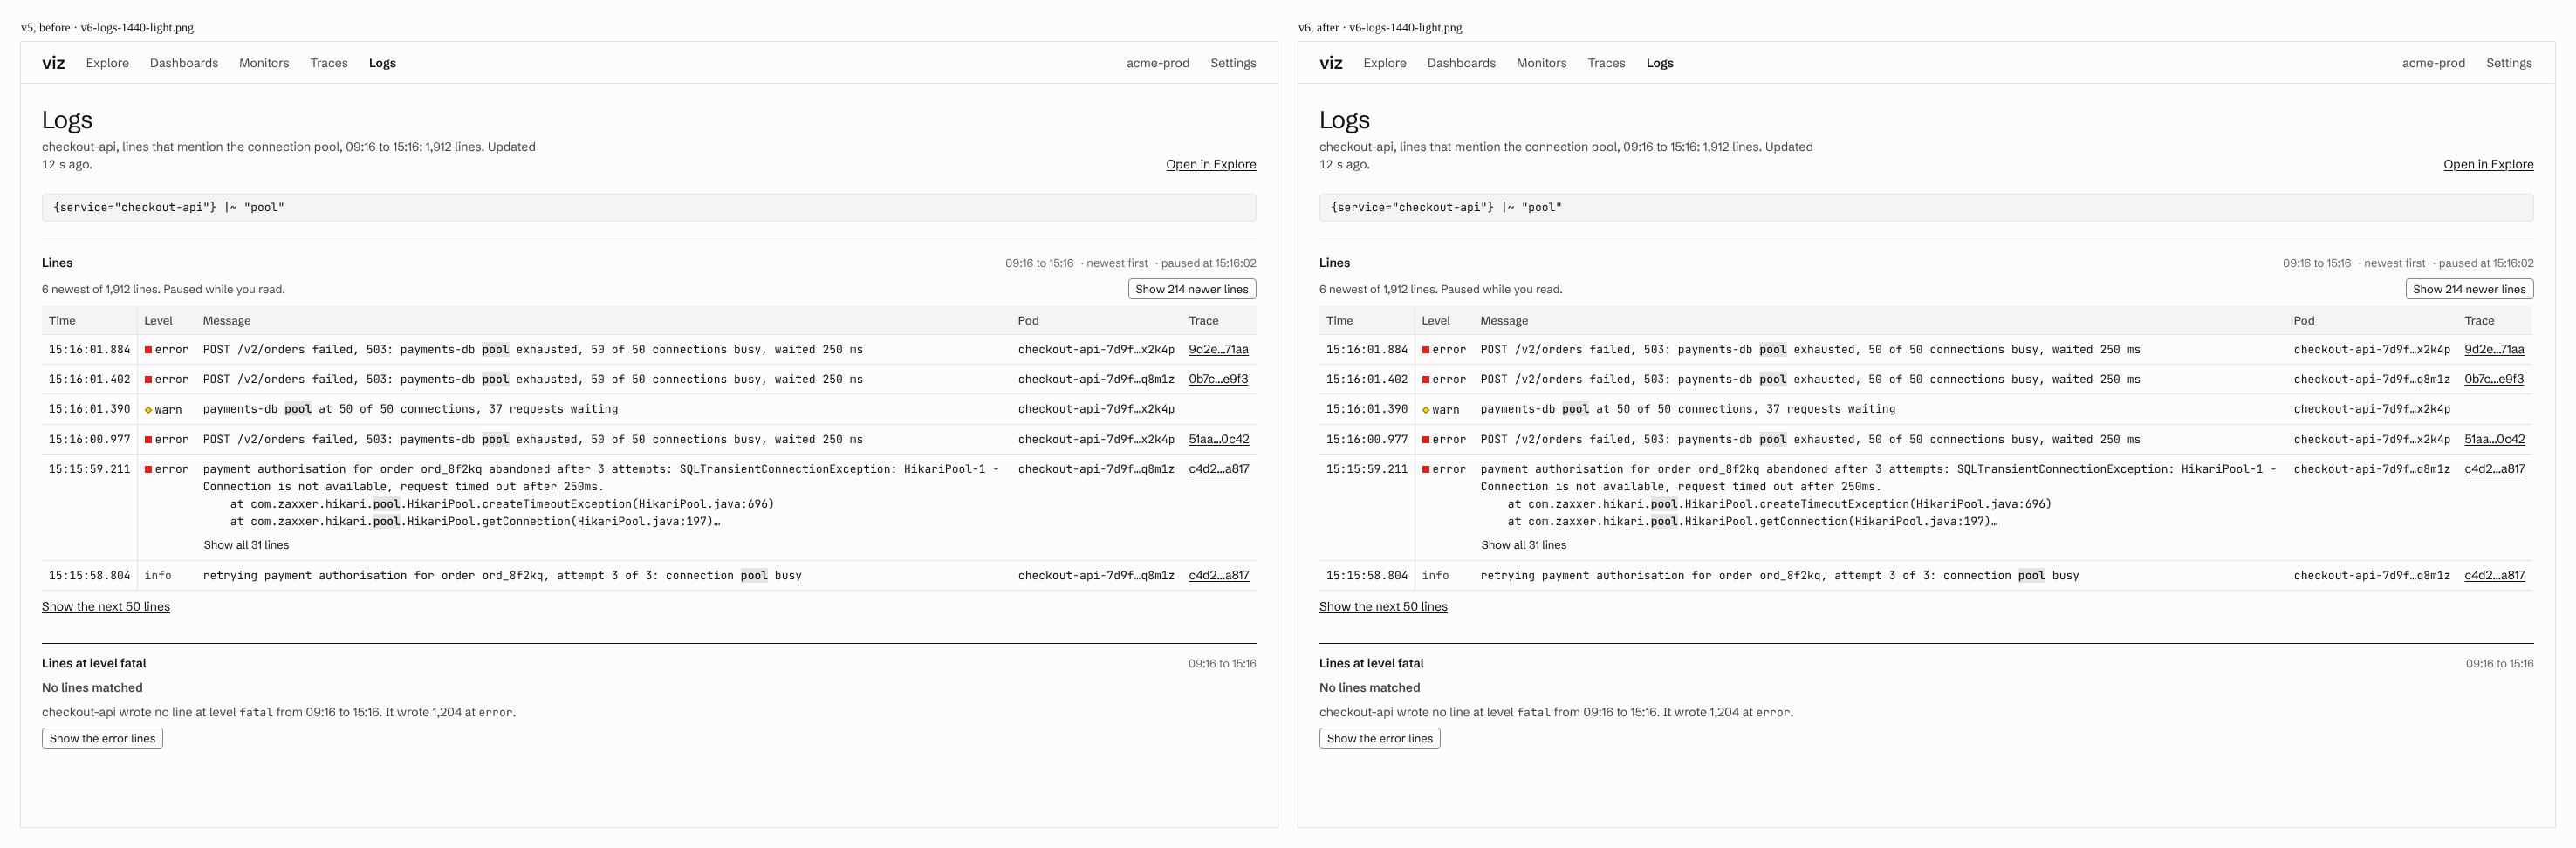 v5, before · v6-logs-1440-light.png
viz Explore Dashboards Monitors Traces Logs acme-prod Settings
Logs
checkout-api, lines that mention the connection pool, 09:16 to 15:16: 1,912 lines. Updated
12 s ago.
Open in Explore
{service="checkout-api"} |~ "pool"
Lines 09:16 to 15:16 · newest first · paused at 15:16:02
6 newest of 1,912 lines. Paused while you read. Show 214 newer lines
Time Level Message Pod Trace
15:16:01.884 error POST /v2/orders failed, 503: payments-db pool exhausted, 50 of 50 connections busy, waited 250 ms checkout-api-7d9f…x2k4p 9d2e…71aa
15:16:01.402 error POST /v2/orders failed, 503: payments-db pool exhausted, 50 of 50 connections busy, waited 250 ms checkout-api-7d9f…q8m1z 0b7c…e9f3
15:16:01.390 warn payments-db pool at 50 of 50 connections, 37 requests waiting checkout-api-7d9f…x2k4p
15:16:00.977 error POST /v2/orders failed, 503: payments-db pool exhausted, 50 of 50 connections busy, waited 250 ms checkout-api-7d9f…x2k4p 51aa…0c42
15:15:59.211 error payment authorisation for order ord_8f2kq abandoned after 3 attempts: SQLTransientConnectionException: HikariPool-1 - checkout-api-7d9f…q8m1z c4d2…a817
Connection is not available, request timed out after 250ms.
at com.zaxxer.hikari.pool.HikariPool.createTimeoutException(HikariPool.java:696)
at com.zaxxer.hikari.pool.HikariPool.getConnection(HikariPool.java:197)…
Show all 31 lines
15:15:58.804 info retrying payment authorisation for order ord_8f2kq, attempt 3 of 3: connection pool busy checkout-api-7d9f…q8m1z c4d2…a817
Show the next 50 lines
Lines at level fatal 09:16 to 15:16
No lines matched
checkout-api wrote no line at level fatal from 09:16 to 15:16. It wrote 1,204 at error.
Show the error lines
v6, after · v6-logs-1440-light.png
viz Explore Dashboards Monitors Traces Logs acme-prod Settings
Logs
checkout-api, lines that mention the connection pool, 09:16 to 15:16: 1,912 lines. Updated
12 s ago.
Open in Explore
{service="checkout-api"} |~ "pool"
Lines 09:16 to 15:16 · newest first · paused at 15:16:02
6 newest of 1,912 lines. Paused while you read. Show 214 newer lines
Time Level Message Pod Trace
15:16:01.884 error POST /v2/orders failed, 503: payments-db pool exhausted, 50 of 50 connections busy, waited 250 ms checkout-api-7d9f…x2k4p 9d2e…71aa
15:16:01.402 error POST /v2/orders failed, 503: payments-db pool exhausted, 50 of 50 connections busy, waited 250 ms checkout-api-7d9f…q8m1z 0b7c…e9f3
15:16:01.390 warn payments-db pool at 50 of 50 connections, 37 requests waiting checkout-api-7d9f…x2k4p
15:16:00.977 error POST /v2/orders failed, 503: payments-db pool exhausted, 50 of 50 connections busy, waited 250 ms checkout-api-7d9f…x2k4p 51aa…0c42
15:15:59.211 error payment authorisation for order ord_8f2kq abandoned after 3 attempts: SQLTransientConnectionException: HikariPool-1 - checkout-api-7d9f…q8m1z c4d2…a817
Connection is not available, request timed out after 250ms.
at com.zaxxer.hikari.pool.HikariPool.createTimeoutException(HikariPool.java:696)
at com.zaxxer.hikari.pool.HikariPool.getConnection(HikariPool.java:197)…
Show all 31 lines
15:15:58.804 info retrying payment authorisation for order ord_8f2kq, attempt 3 of 3: connection pool busy checkout-api-7d9f…q8m1z c4d2…a817
Show the next 50 lines
Lines at level fatal 09:16 to 15:16
No lines matched
checkout-api wrote no line at level fatal from 09:16 to 15:16. It wrote 1,204 at error.
Show the error lines